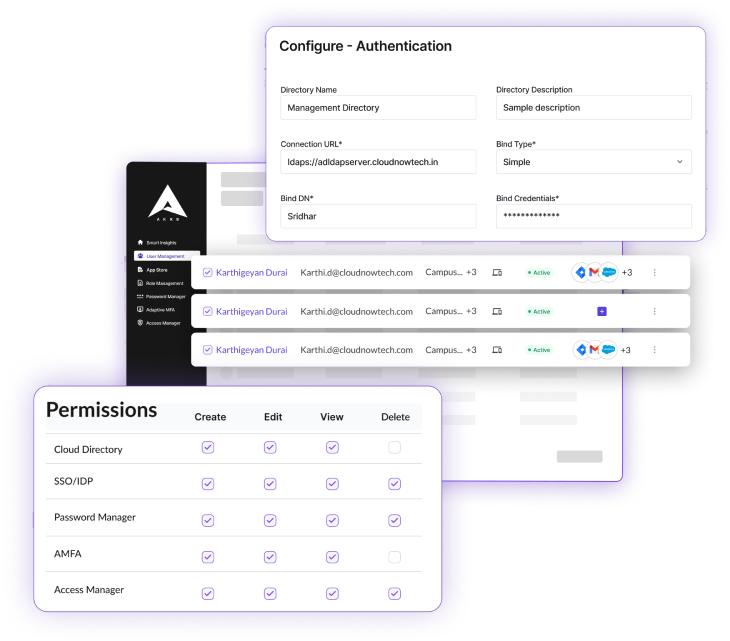 Configure - Authentication
Directory Name
Directory Description
Management Directory
Sample description
Connection URL*
Bind Type*
ldaps://adldapserver.cloudnowtech.in
Simple
Bind DN*
Bind Credentials*
Sridhar
*************
Smart Insights
User Management
App Store
Role Management
Password Manager
Adaptive MFA
Access Manager
Karthigeyan Durai Karthi.d@cloudnowtech.com Campus... +3 Active +3
Karthigeyan Durai Karthi.d@cloudnowtech.com Campus... +3 Active
Karthigeyan Durai Karthi.d@cloudnowtech.com Campus... +3 Active +3
Permissions Create Edit View Delete
Cloud Directory
SSO/IDP
Password Manager
AMFA
Access Manager